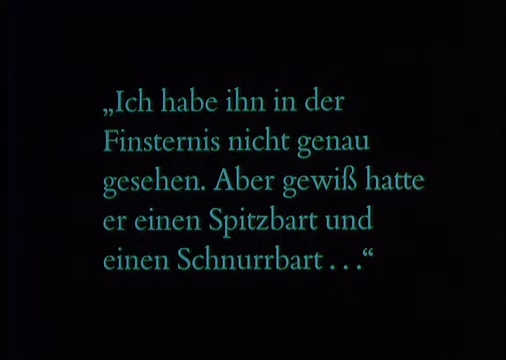 „Ich habe ihn in der
Finsternis nicht genau
gesehen. Aber gewiß hatte
er einen Spitzbart und
einen Schnurrbart . . .“